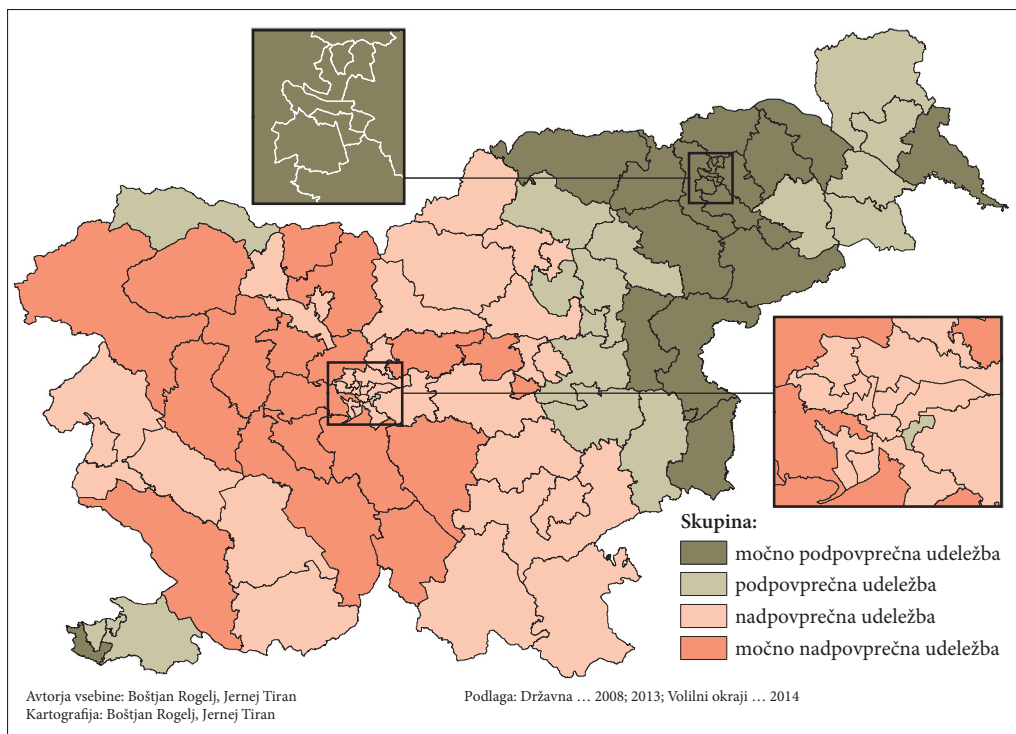 Skupina:
močno podpovprečna udeležba
podpovprečna udeležba
nadpovprečna udeležba
močno nadpovprečna udeležba
Avtorja vsebine: Boštjan Rogelj, Jernej Tiran
Kartografija: Boštjan Rogelj, Jernej Tiran
Podlaga: Državna … 2008; 2013; Volilni okraji … 2014